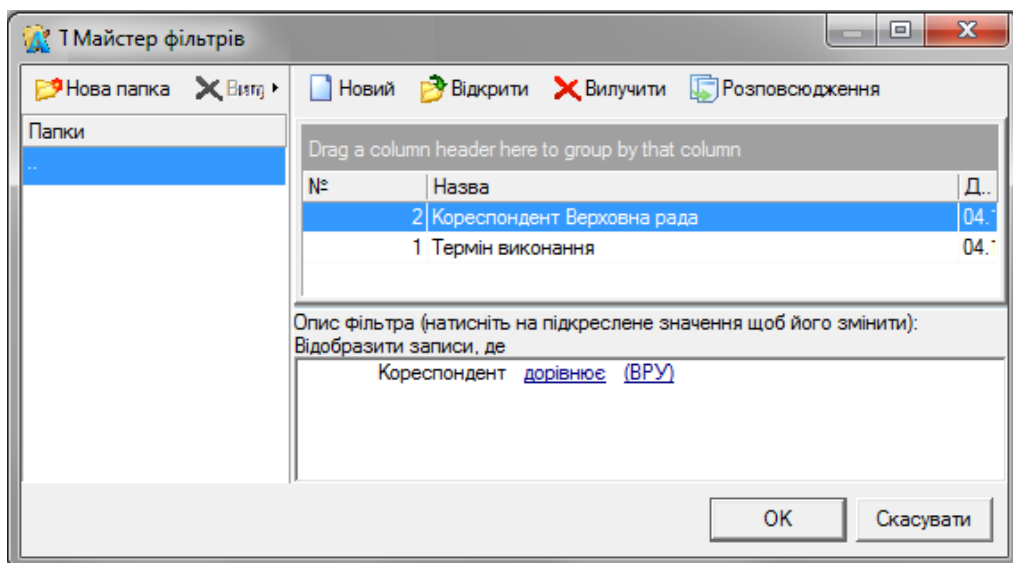 Т Майстер фільтрів
Нова папка
Новий Відкрити Вилучити Розповсюдження
Папки
..
Drag a column header here to group by that column
№ Назва Д..
2 Кореспондент Верховна рада 04.
1 Термін виконання 04.
Опис фільтра (натисніть на підкреслене значення щоб його змінити):
Відобразити записи, де
Кореспондент дорівнює (ВРУ)
OK Скасувати